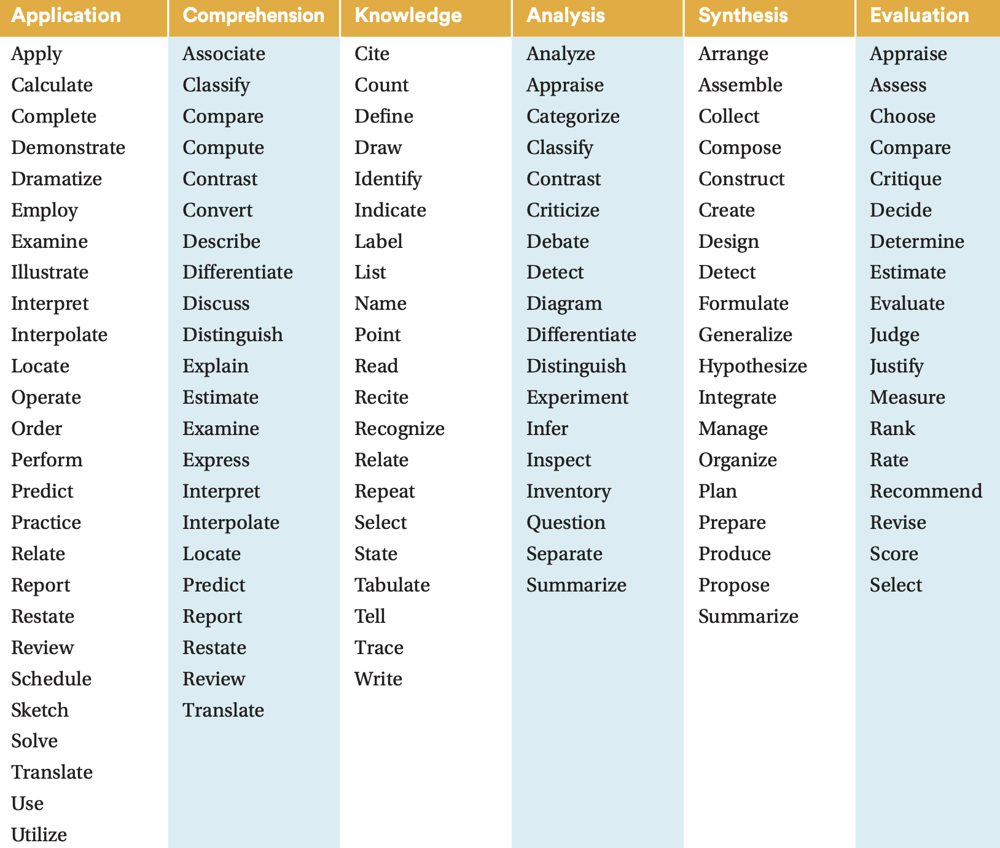 Application Comprehension Knowledge Analysis Synthesis Evaluation
Apply Associate Cite Analyze Arrange Appraise
Calculate Classify Count Appraise Assemble Assess
Complete Compare Define Categorize Collect Choose
Demonstrate Compute Draw Classify Compose Compare
Dramatize Contrast Identify Contrast Construct Critique
Employ Convert Indicate Criticize Create Decide
Examine Describe Label Debate Design Determine
Illustrate Differentiate List Detect Detect Estimate
Interpret Discuss Name Diagram Formulate Evaluate
Interpolate Distinguish Point Differentiate Generalize Judge
Locate Explain Read Distinguish Hypothesize Justify
Operate Estimate Recite Experiment Integrate Measure
Order Examine Recognize Infer Manage Rank
Perform Express Relate Inspect Organize Rate
Predict Interpret Repeat Inventory Plan Recommend
Practice Interpolate Select Question Prepare Revise
Relate Locate State Separate Produce Score
Report Predict Tabulate Summarize Propose Select
Restate Report Tell Summarize
Review Restate Trace
Schedule Review Write
Sketch Translate
Solve
Translate
Use
Utilize